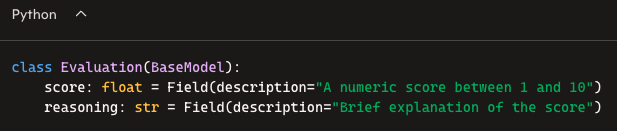 Python
class Evaluation(BaseModel):
    score: float = Field(description="A numeric score between 1 and 10")
    reasoning: str = Field(description="Brief explanation of the score")